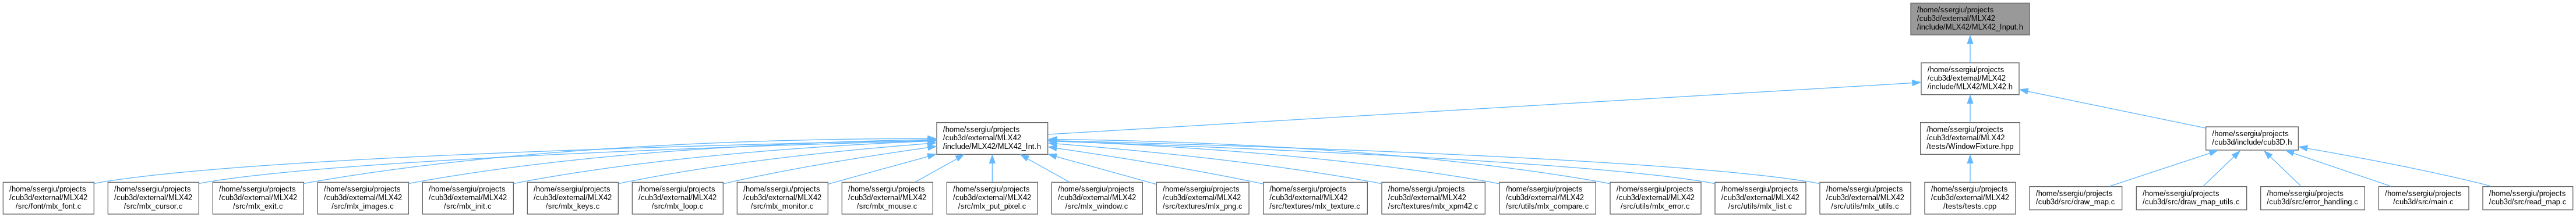 /home/ssergiu/projects
/cub3d/external/MLX42
/include/MLX42/MLX42_Input.h
/home/ssergiu/projects
/cub3d/external/MLX42
/include/MLX42/MLX42.h
/home/ssergiu/projects
/cub3d/external/MLX42
/include/MLX42/MLX42_Int.h
/home/ssergiu/projects
/cub3d/external/MLX42
/tests/WindowFixture.hpp
/home/ssergiu/projects
/cub3d/include/cub3D.h
/home/ssergiu/projects
/cub3d/external/MLX42
/src/font/mlx_font.c
/home/ssergiu/projects
/cub3d/external/MLX42
/src/mlx_cursor.c
/home/ssergiu/projects
/cub3d/external/MLX42
/src/mlx_exit.c
/home/ssergiu/projects
/cub3d/external/MLX42
/src/mlx_images.c
/home/ssergiu/projects
/cub3d/external/MLX42
/src/mlx_init.c
/home/ssergiu/projects
/cub3d/external/MLX42
/src/mlx_keys.c
/home/ssergiu/projects
/cub3d/external/MLX42
/src/mlx_loop.c
/home/ssergiu/projects
/cub3d/external/MLX42
/src/mlx_monitor.c
/home/ssergiu/projects
/cub3d/external/MLX42
/src/mlx_mouse.c
/home/ssergiu/projects
/cub3d/external/MLX42
/src/mlx_put_pixel.c
/home/ssergiu/projects
/cub3d/external/MLX42
/src/mlx_window.c
/home/ssergiu/projects
/cub3d/external/MLX42
/src/textures/mlx_png.c
/home/ssergiu/projects
/cub3d/external/MLX42
/src/textures/mlx_texture.c
/home/ssergiu/projects
/cub3d/external/MLX42
/src/textures/mlx_xpm42.c
/home/ssergiu/projects
/cub3d/external/MLX42
/src/utils/mlx_compare.c
/home/ssergiu/projects
/cub3d/external/MLX42
/src/utils/mlx_error.c
/home/ssergiu/projects
/cub3d/external/MLX42
/src/utils/mlx_list.c
/home/ssergiu/projects
/cub3d/external/MLX42
/src/utils/mlx_utils.c
/home/ssergiu/projects
/cub3d/external/MLX42
/tests/tests.cpp
/home/ssergiu/projects
/cub3d/src/draw_map.c
/home/ssergiu/projects
/cub3d/src/draw_map_utils.c
/home/ssergiu/projects
/cub3d/src/error_handling.c
/home/ssergiu/projects
/cub3d/src/main.c
/home/ssergiu/projects
/cub3d/src/read_map.c